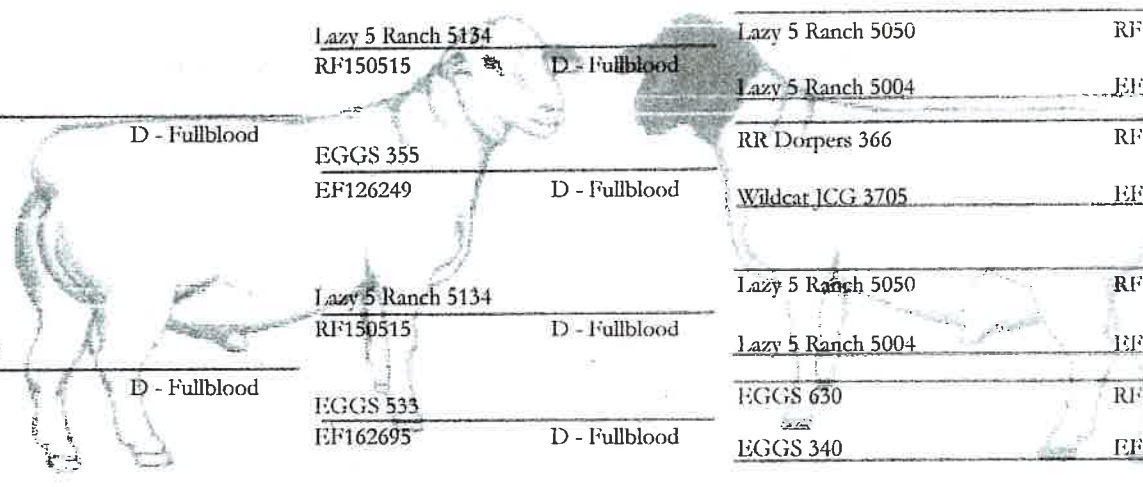 D - Fullblood
D - Fullblood
Lazy 5 Ranch 5134
RF150515 D - Fullblood
EGGS 355
EF126249 D - Fullblood
Lazy 5 Ranch 5134
RF150515 D - Fullblood
EGGS 533
EF162695 D - Fullblood
Lazy 5 Ranch 5050 RF
Lazy 5 Ranch 5004 EF
RR Dorpers 366 RF
Wildcat JCG 3705 EF
Lazy 5 Ranch 5050 RF
Lazy 5 Ranch 5004 EF
EGGS 630 RF
EGGS 340 EF